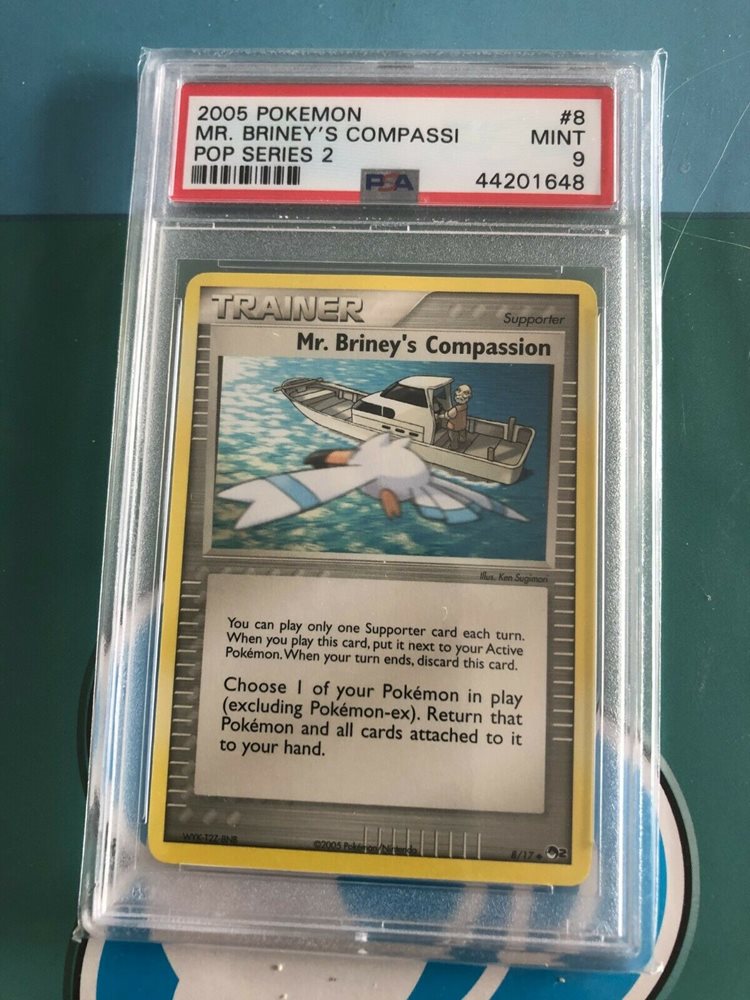 2005 POKEMON #8
MR. BRINEY'S COMPASSI MINT
POP SERIES 2 9
PSA 44201648
TRAINER
Supporter
Mr. Briney's Compassion
Illus. Ken Sugimori
You can play only one Supporter card each turn.
When you play this card, put it next to your Active
Pokémon. When your turn ends, discard this card.
Choose 1 of your Pokémon in play
(excluding Pokémon-ex). Return that
Pokémon and all cards attached to it
to your hand.
WYK-T2Z-BNB
©2005 Pokémon/Nintendo
8/17 ◆ 2